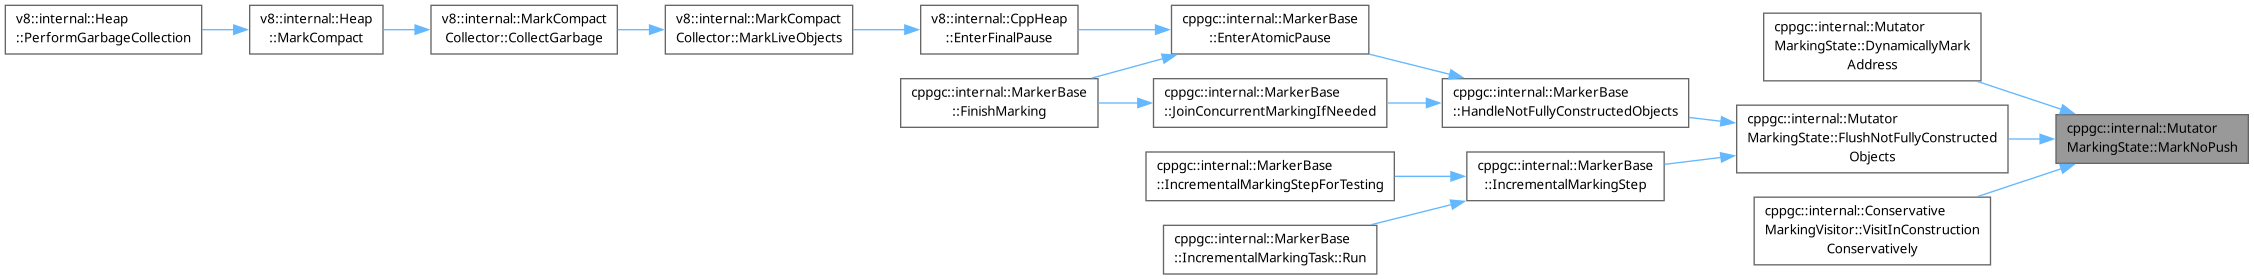 v8::internal::Heap
::PerformGarbageCollection
v8::internal::Heap
::MarkCompact
v8::internal::MarkCompact
Collector::CollectGarbage
v8::internal::MarkCompact
Collector::MarkLiveObjects
v8::internal::CppHeap
::EnterFinalPause
cppgc::internal::MarkerBase
::EnterAtomicPause
cppgc::internal::MarkerBase
::FinishMarking
cppgc::internal::MarkerBase
::JoinConcurrentMarkingIfNeeded
cppgc::internal::MarkerBase
::HandleNotFullyConstructedObjects
cppgc::internal::MarkerBase
::IncrementalMarkingStepForTesting
cppgc::internal::MarkerBase
::IncrementalMarkingStep
cppgc::internal::MarkerBase
::IncrementalMarkingTask::Run
cppgc::internal::Mutator
MarkingState::DynamicallyMark
Address
cppgc::internal::Mutator
MarkingState::FlushNotFullyConstructed
Objects
cppgc::internal::Conservative
MarkingVisitor::VisitInConstruction
Conservatively
cppgc::internal::Mutator
MarkingState::MarkNoPush